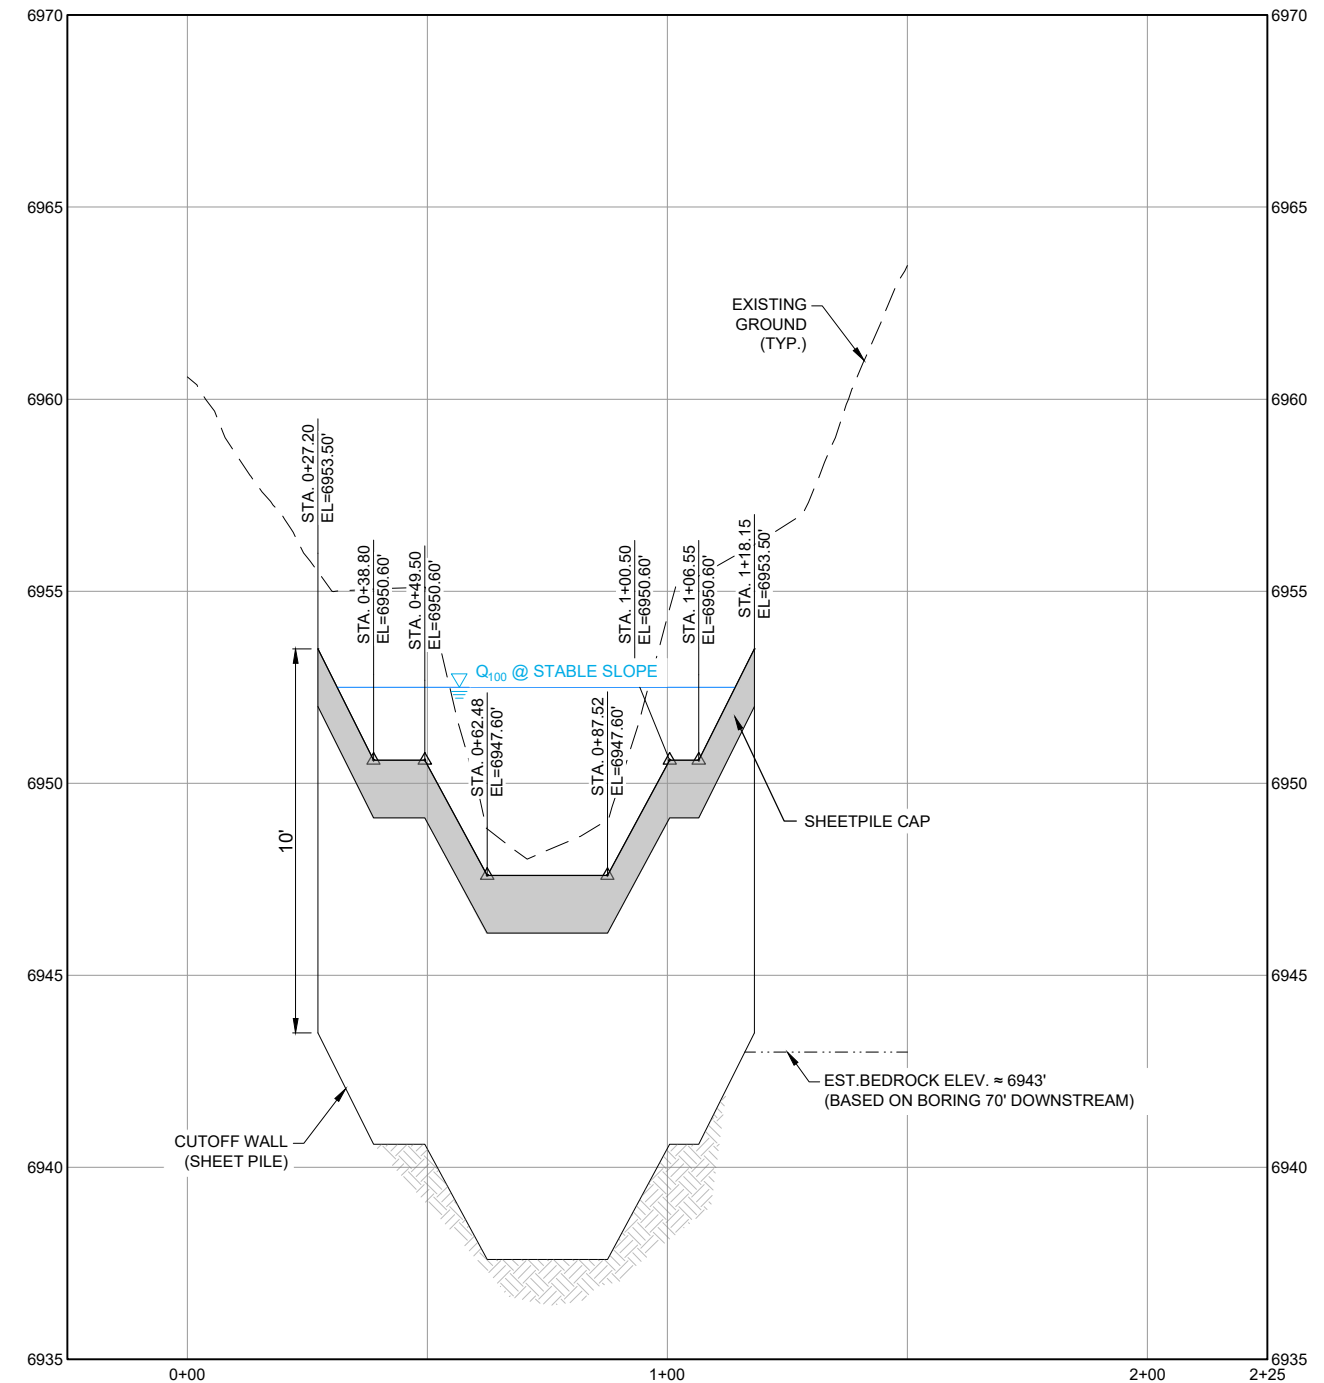 6970
6970
6965
6965
EXISTING
GROUND
(TYP.)
6960
6960
STA. 0+27.20
EL=6953.50'
STA. 0+38.80
EL=6950.60'
STA. 0+49.50
EL=6950.60'
STA. 1+00.50
EL=6950.60'
STA. 1+06.55
EL=6950.60'
STA. 1+18.15
EL=6953.50'
6955
6955
Q100 @ STABLE SLOPE
STA. 0+62.48
EL=6947.60'
STA. 0+87.52
EL=6947.60'
6950
6950
SHEETPILE CAP
10'
6945
6945
EST.BEDROCK ELEV. ≈ 6943'
(BASED ON BORING 70' DOWNSTREAM)
CUTOFF WALL
(SHEET PILE)
6940
6940
6935
6935
0+00
1+00
2+00
2+25